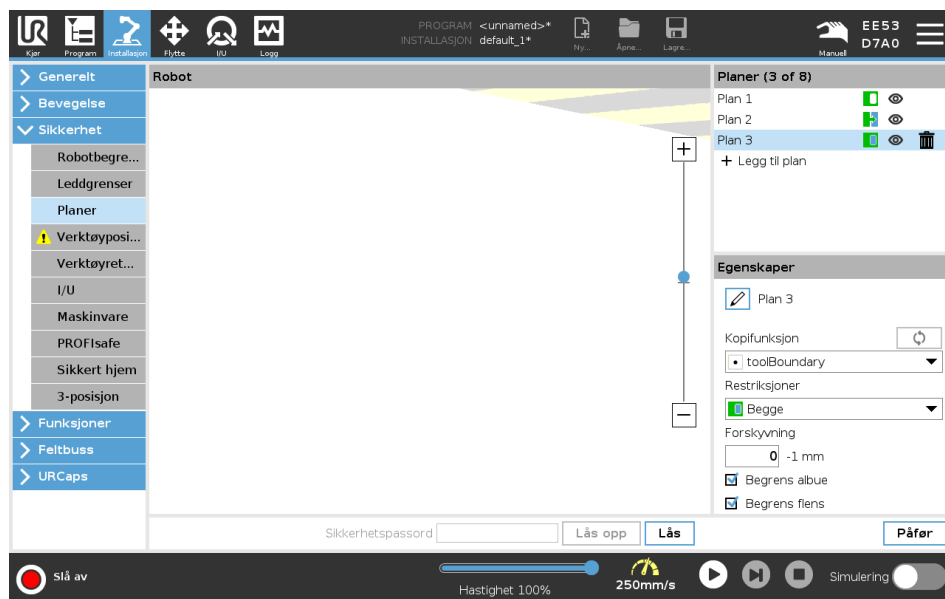 PROGRAM <unnamed>*
INSTALLASJON default_1*
Kjør Program Installasjon Flytte I/U Logg
Ny... Åpne... Lagre...
Manuell
EE53
D7A0
Generelt
Bevegelse
Sikkerhet
Robotbegre...
Leddgrenser
Planer
Verktøyposi...
Verktøyret...
I/U
Maskinvare
PROFIsafe
Sikkert hjem
3-posisjon
Funksjoner
Feltbuss
URCaps
Robot
Planer (3 of 8)
Plan 1
Plan 2
Plan 3
+ Legg til plan
Egenskaper
Plan 3
Kopifunksjon
toolBoundary
Restriksjoner
Begge
Forskyvning
0 -1 mm
Begrens albue
Begrens flens
Sikkerhetspassord Lås opp Lås Påfør
Slå av
Hastighet 100%
250mm/s
Simulering